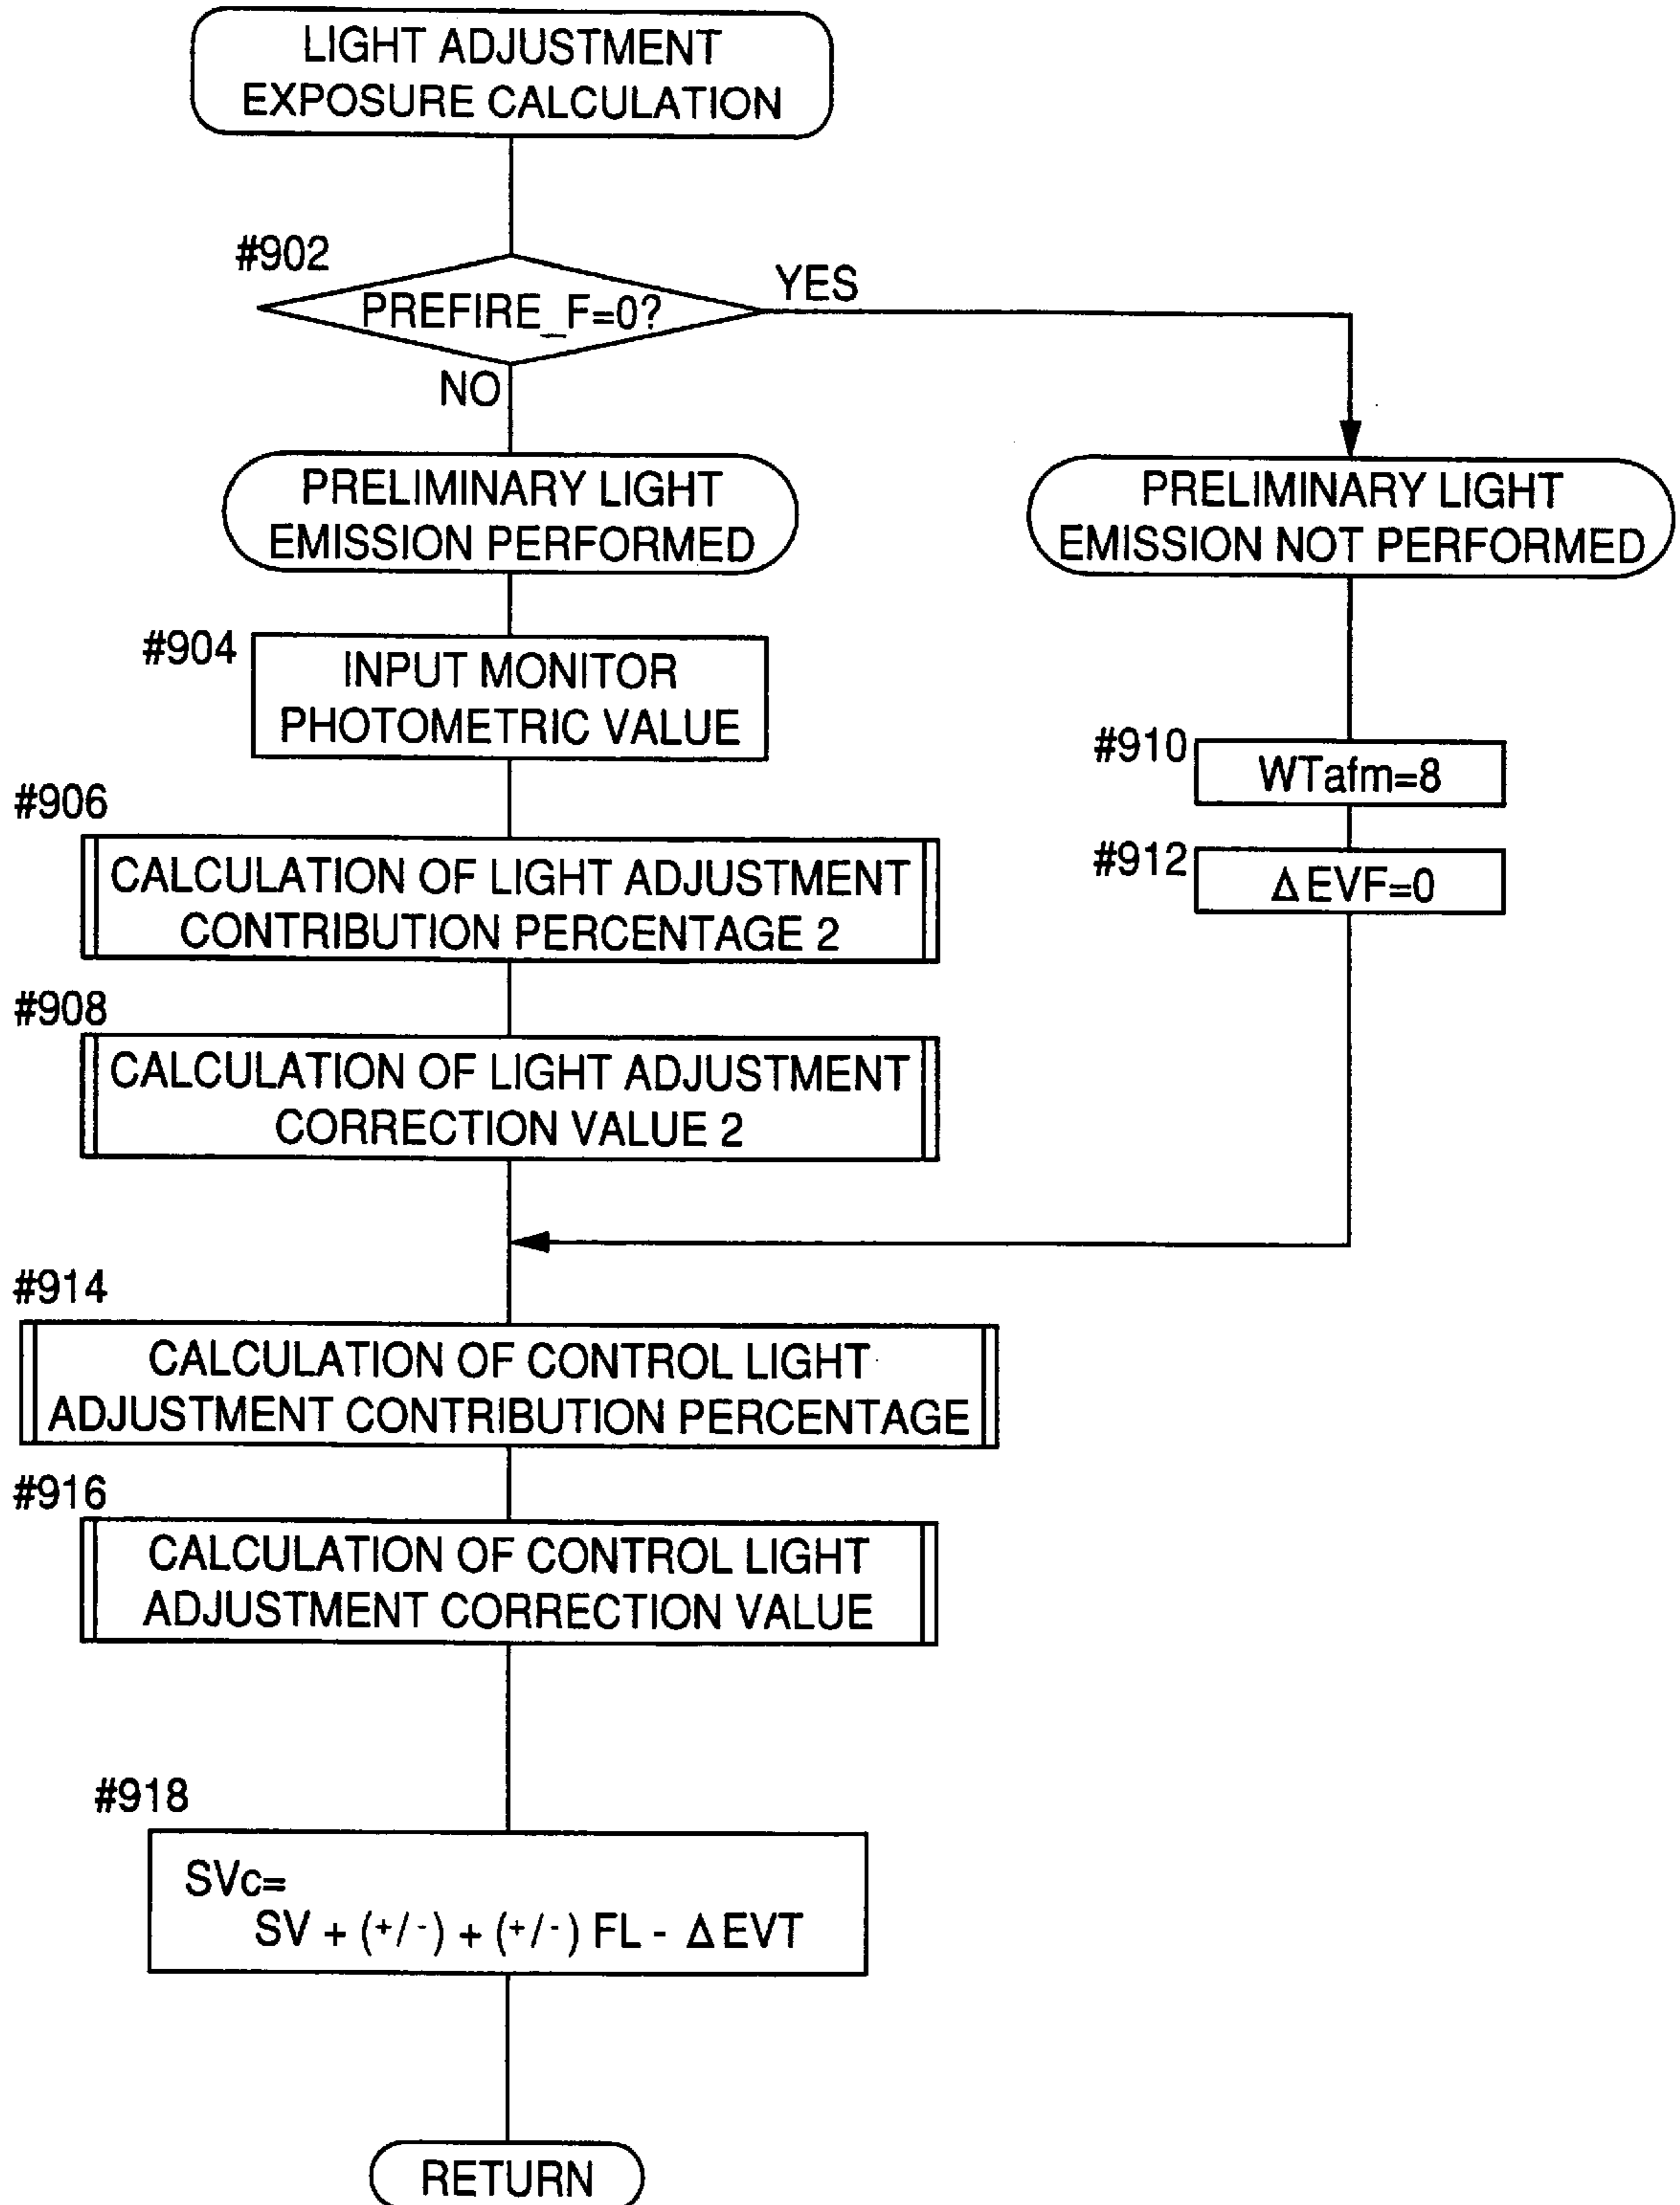 LIGHT ADJUSTMENT
EXPOSURE CALCULATION
#902
PREFIRE_F=0?
YES
NO
PRELIMINARY LIGHT
EMISSION PERFORMED
PRELIMINARY LIGHT
EMISSION NOT PERFORMED
#904
INPUT MONITOR
PHOTOMETRIC VALUE
#910
WTafm=8
#906
CALCULATION OF LIGHT ADJUSTMENT
CONTRIBUTION PERCENTAGE 2
#912
ΔEVF=0
#908
CALCULATION OF LIGHT ADJUSTMENT
CORRECTION VALUE 2
#914
CALCULATION OF CONTROL LIGHT
ADJUSTMENT CONTRIBUTION PERCENTAGE
#916
CALCULATION OF CONTROL LIGHT
ADJUSTMENT CORRECTION VALUE
#918
SVc=
SV + (+/-) + (+/-) FL - ΔEVT
RETURN